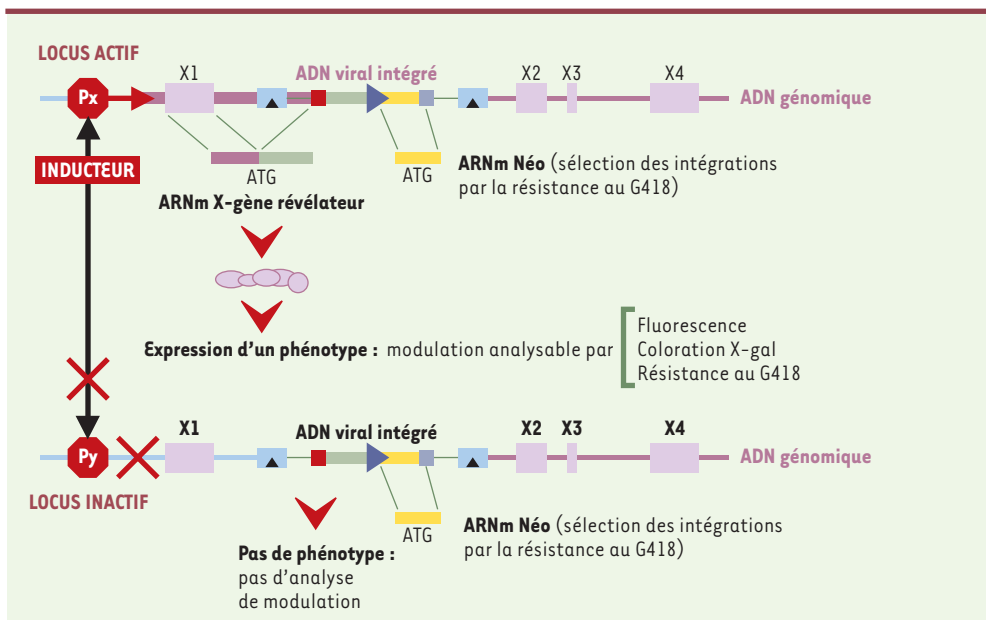 LOCUS ACTIF
X1
ADN viral intégré
X2
X3
X4
Px
ADN génomique
INDUCTEUR
ATG
ATG
ARNm Néo (sélection des intégrations
par la résistance au G418)
ARNm X-gène révélateur
Expression d'un phénotype : modulation analysable par
Fluorescence
Coloration X-gal
Résistance au G418
X1
ADN viral intégré
X2
X3
X4
Py
ADN génomique
LOCUS INACTIF
ATG
ARNm Néo (sélection des intégrations
par la résistance au G418)
Pas de phénotype :
pas d'analyse
de modulation